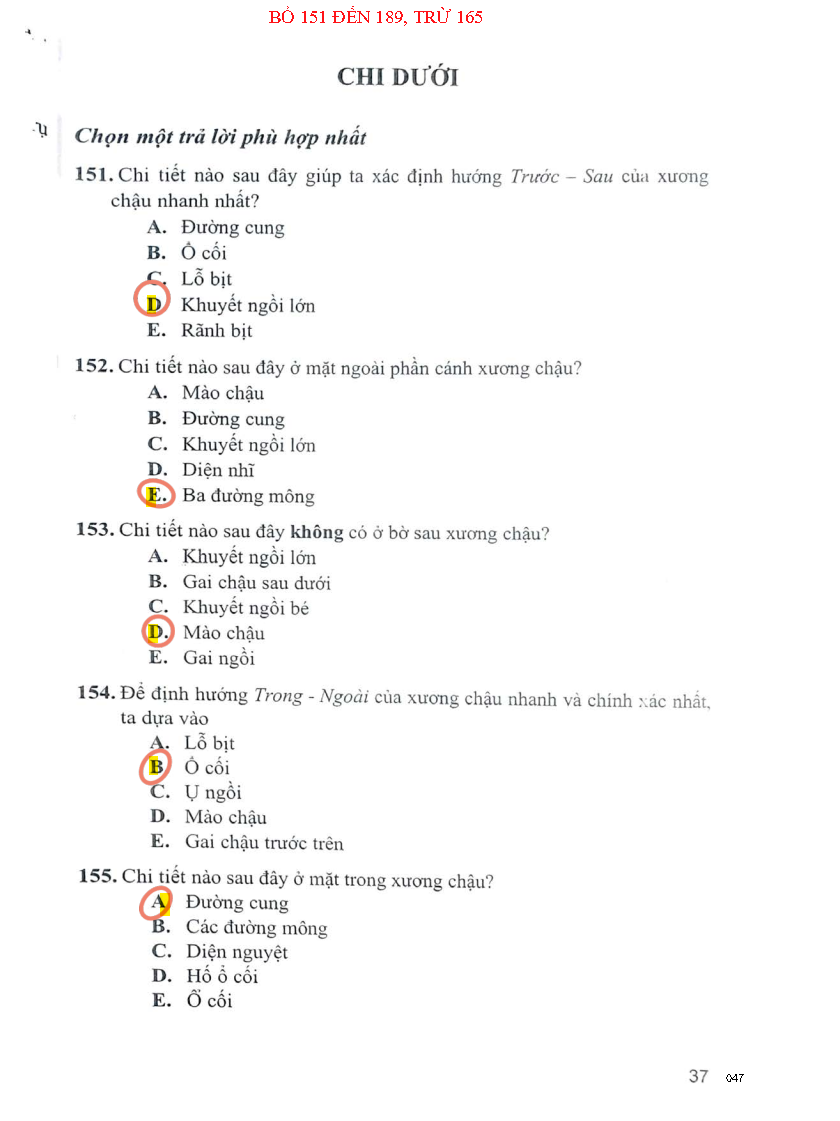 BỎ 151 ĐẾN 189, TRỪ 165
CHI DƯỚI
Chọn một trả lời phù hợp nhất
151. Chi tiết nào sau đây giúp ta xác định hướng Trước – Sau của xương
chậu nhanh nhất?
A. Đường cung
B. Ổ cối
C. Lỗ bịt
D Khuyết ngồi lớn
E. Rãnh bịt
152. Chi tiết nào sau đây ở mặt ngoài phần cánh xương chậu?
A. Mào chậu
B. Đường cung
C. Khuyết ngồi lớn
D. Diện nhĩ
E. Ba đường mông
153. Chi tiết nào sau đây không có ở bờ sau xương chậu?
A. Khuyết ngồi lớn
B. Gai chậu sau dưới
C. Khuyết ngồi bé
D. Mào chậu
E. Gai ngồi
154. Để định hướng Trong - Ngoài của xương chậu nhanh và chính xác nhất,
ta dựa vào
A. Lỗ bịt
B Ổ cối
C. Ụ ngồi
D. Mào chậu
E. Gai chậu trước trên
155. Chi tiết nào sau đây ở mặt trong xương chậu?
A Đường cung
B. Các đường mông
C. Diện nguyệt
D. Hố ổ cối
E. Ổ cối
37 047